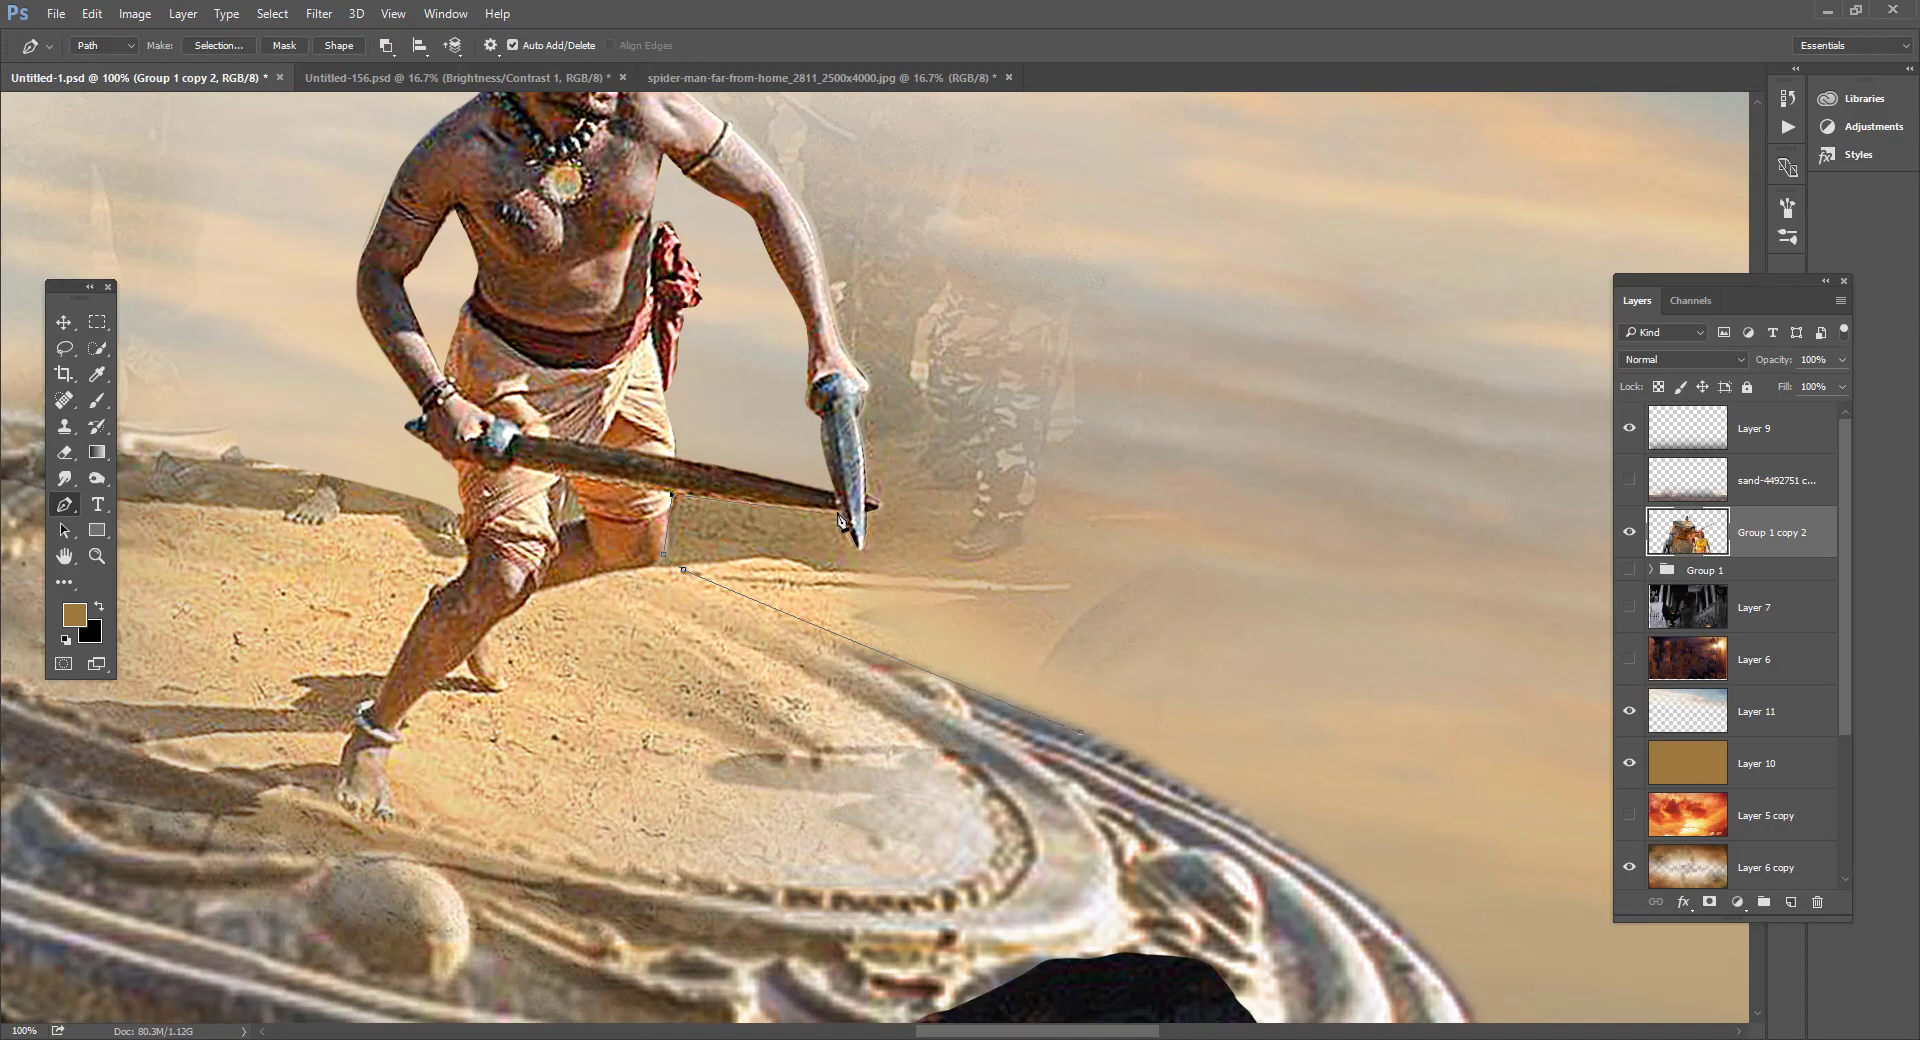 Ps File Edit Image Layer Type Select Filter 3D View Window Help
Path Make: Selection... Mask Shape Auto Add/Delete Align Edges Essentials
Untitled-1.psd @ 100% (Group 1 copy 2, RGB/8) * Untitled-156.psd @ 16.7% (Brightness/Contrast 1, RGB/8) * spider-man-far-from-home_2811_2500x4000.jpg @ 16.7% (RGB/8) *
Libraries
Adjustments
Styles
Layers Channels
Kind
Normal Opacity: 100%
Lock: Fill: 100%
Layer 9
sand-4492751 c...
Group 1 copy 2
Group 1
Layer 7
Layer 6
Layer 11
Layer 10
Layer 5 copy
Layer 6 copy
100% Doc: 80.3M/1.12G